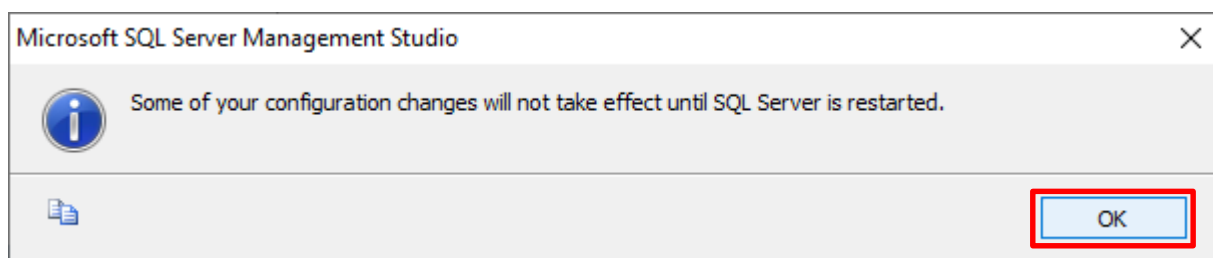 Microsoft SQL Server Management Studio
Some of your configuration changes will not take effect until SQL Server is restarted.
OK